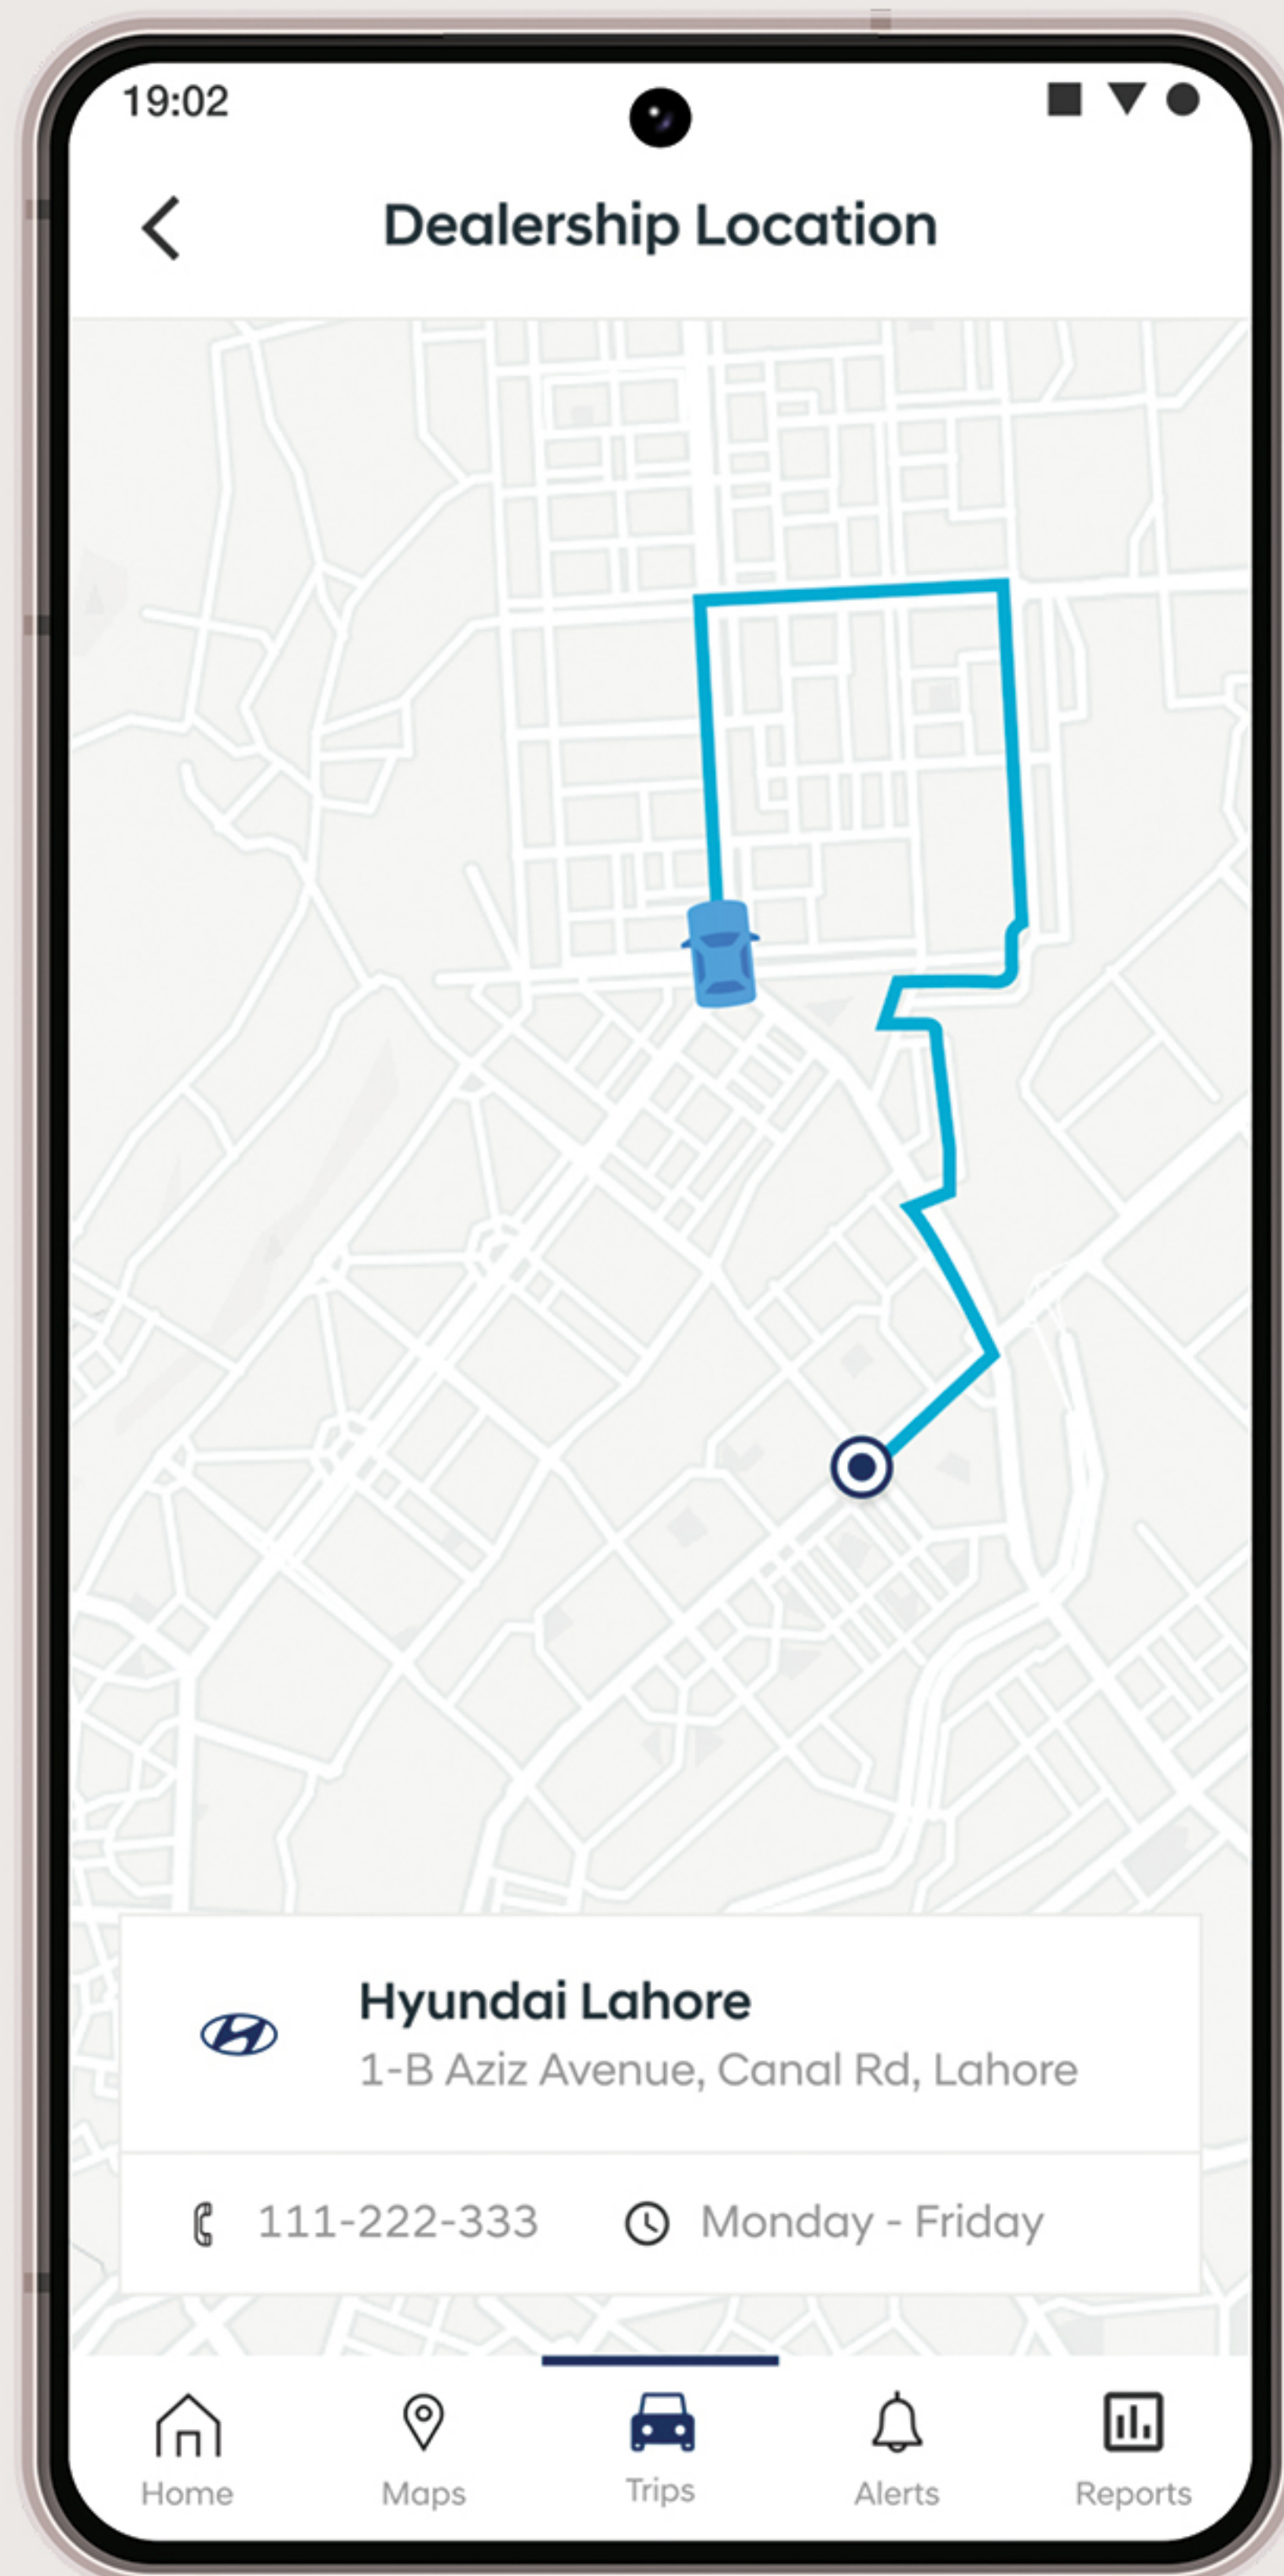 19:02
Dealership Location
Hyundai Lahore
1-B Aziz Avenue, Canal Rd, Lahore
111-222-333 Monday - Friday
Home Maps Trips Alerts Reports